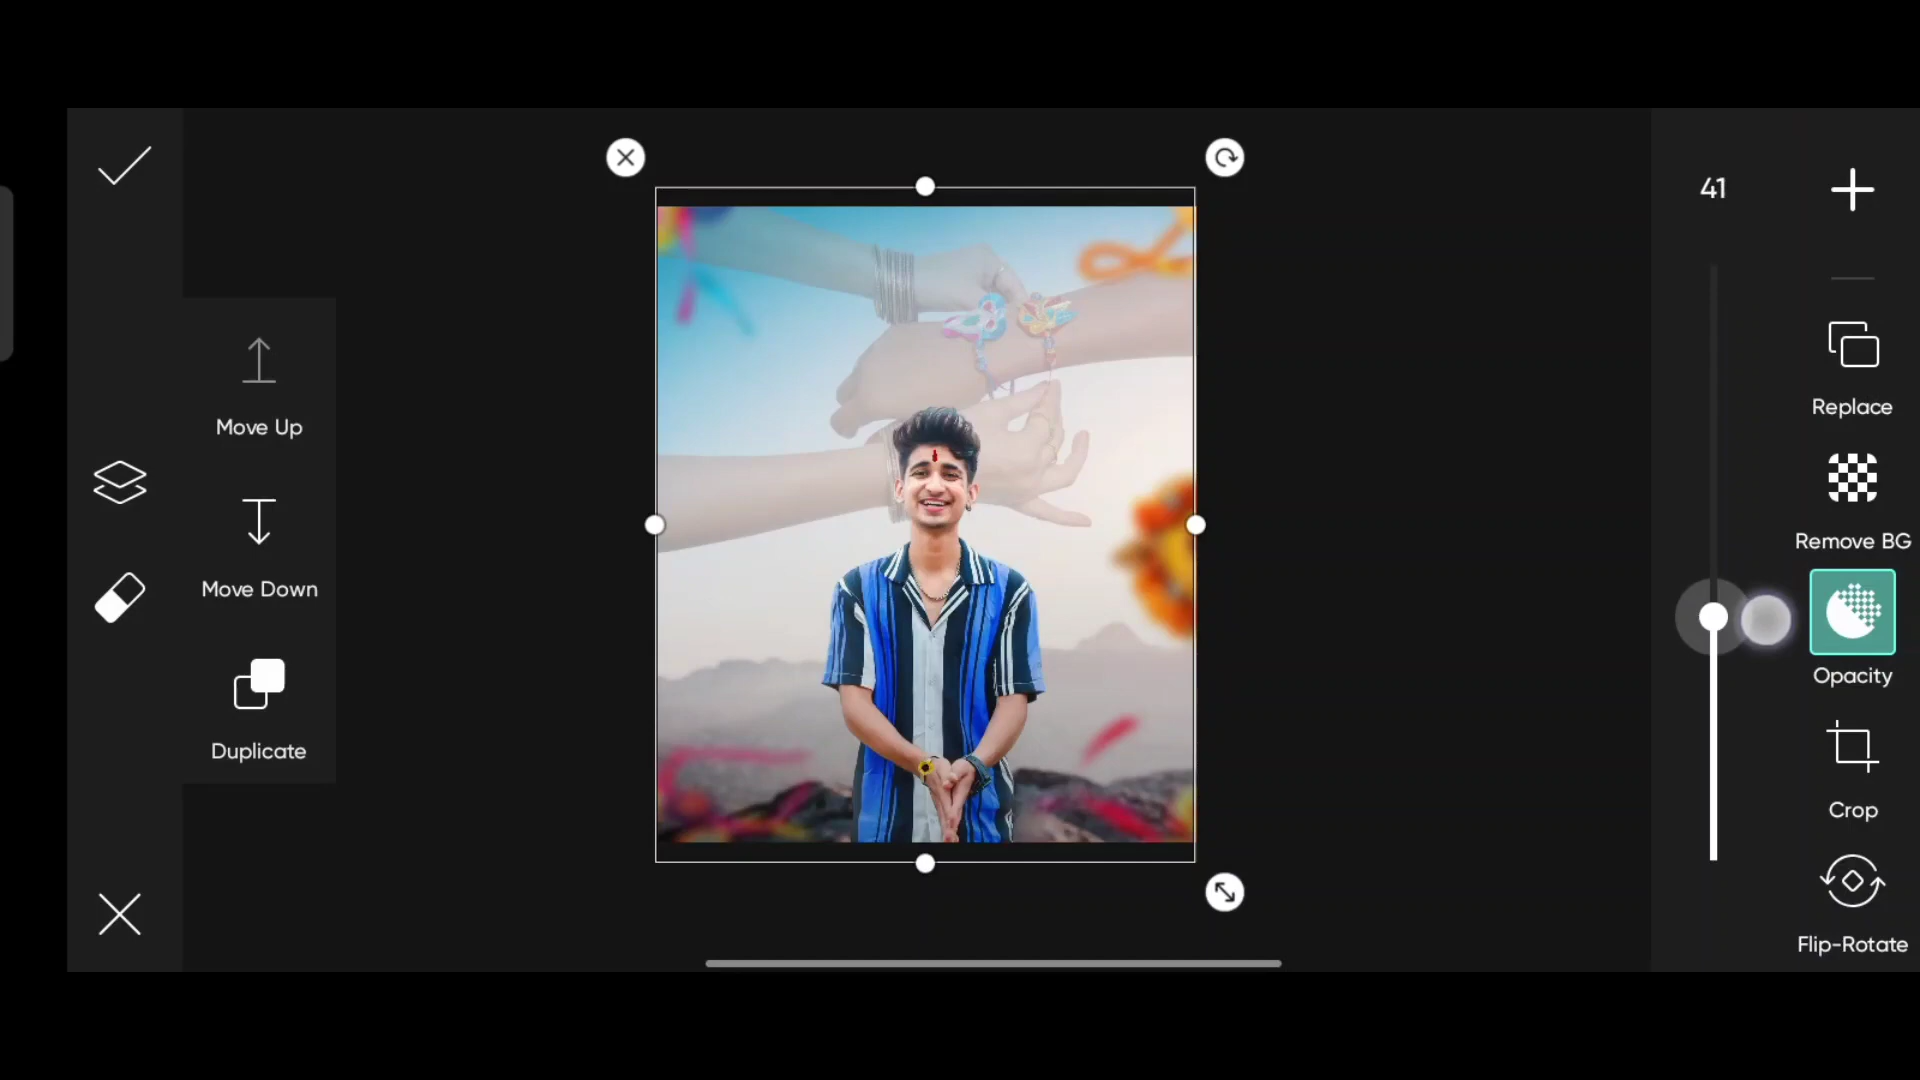 41
Move Up
Move Down
Duplicate
Replace
Remove BG
Opacity
Crop
Flip-Rotate